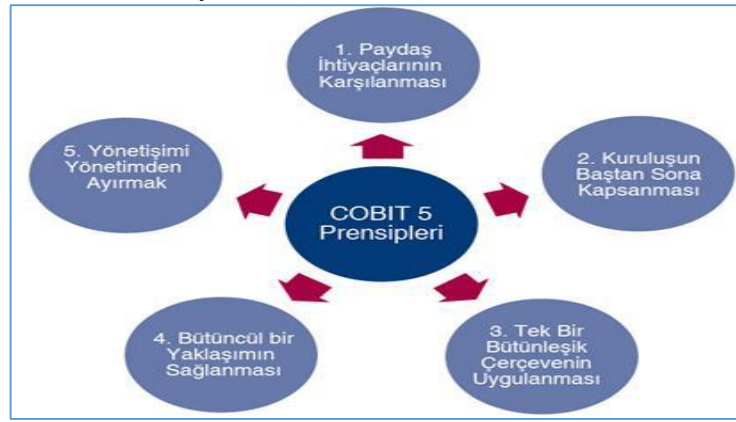 1. Paydaş
İhtiyaçlarının
Karşılanması
2. Kuruluşun
Baştan Sona
Kapsanması
3. Tek Bir
Bütünleşik
Çerçevenin
Uygulanması
4. Bütüncül bir
Yaklaşımın
Sağlanması
5. Yönetişimi
Yönetimden
Ayırmak
COBIT 5
Prensipleri